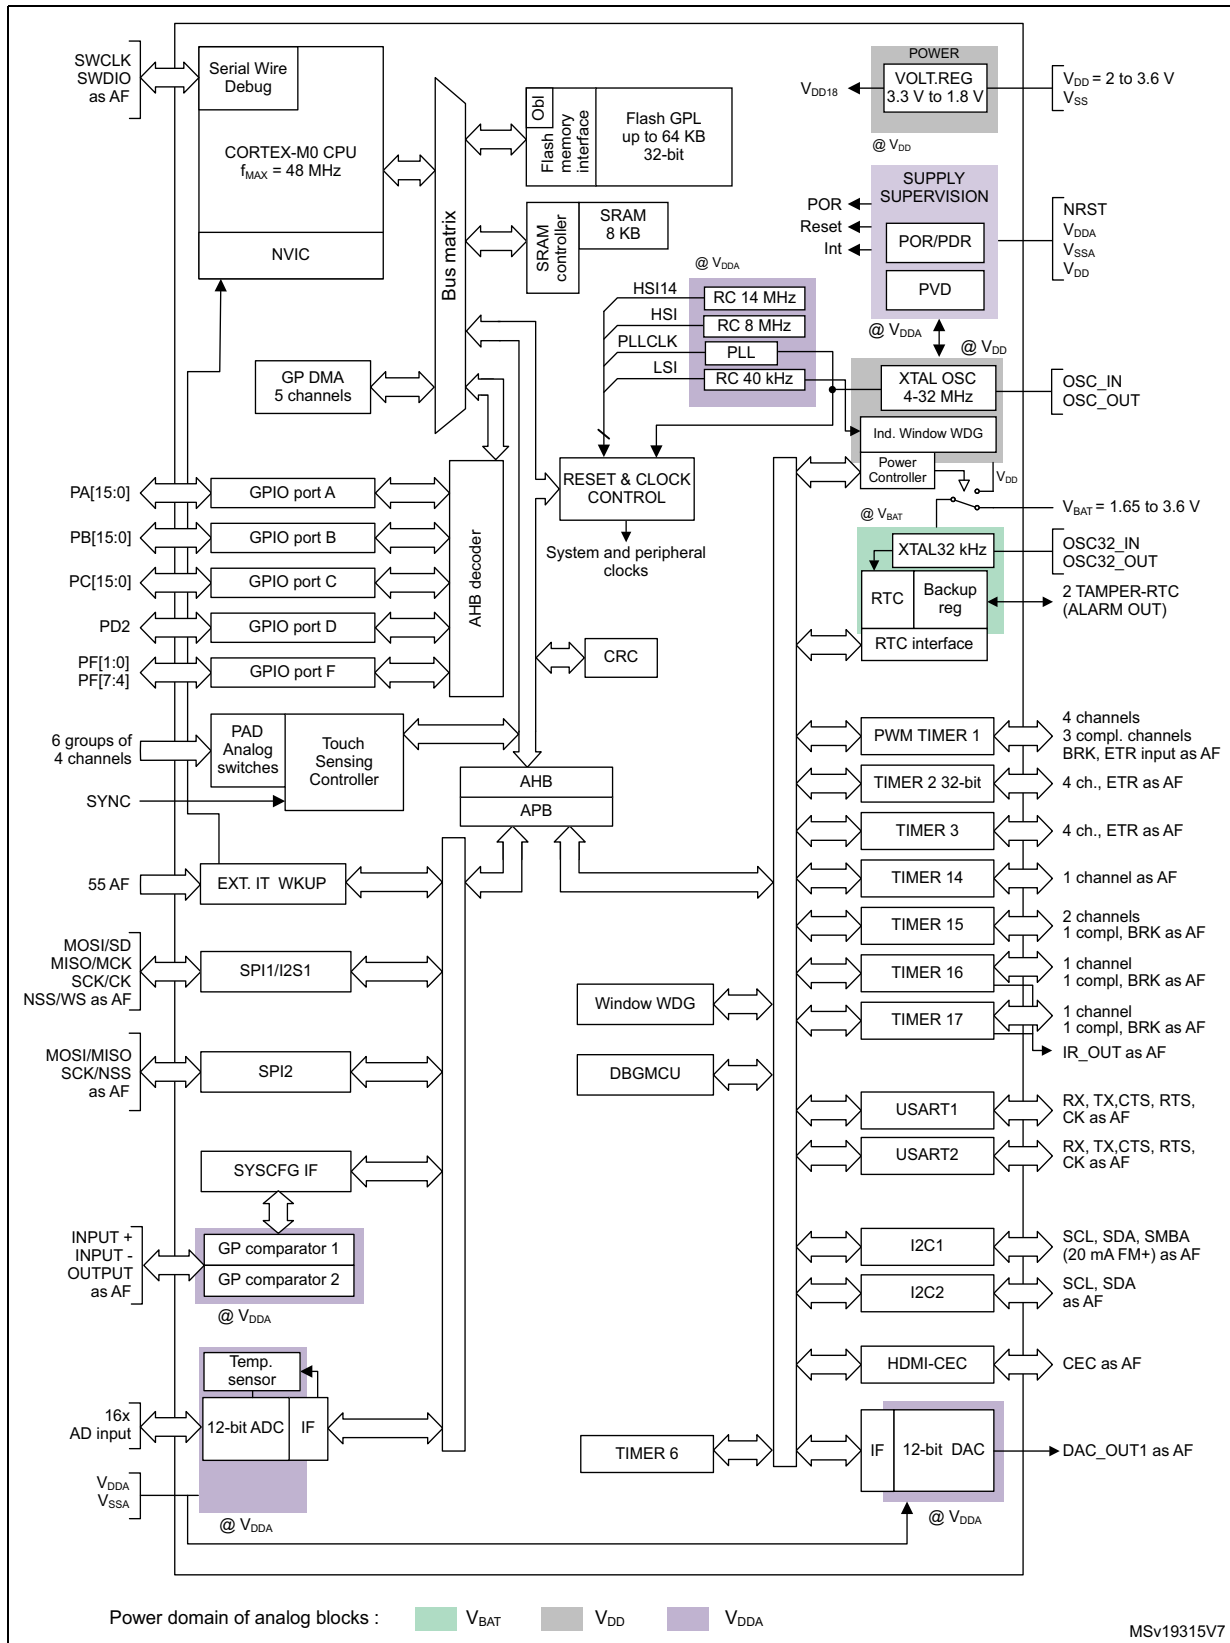 SWCLK
SWDIO
as AF
Serial Wire
Debug
CORTEX-M0 CPU
fMAX = 48 MHz
NVIC
Bus matrix
Obl
Flash
memory
interface
Flash GPL
up to 64 KB
32-bit
SRAM
controller
SRAM
8 KB
POWER
VOLT.REG
3.3 V to 1.8 V
VDD18
VDD = 2 to 3.6 V
VSS
@ VDD
SUPPLY
SUPERVISION
POR
Reset
Int
POR/PDR
PVD
NRST
VDDA
VSSA
VDD
@ VDDA
@ VDDA
@ VDD
HSI14
HSI
PLLCLK
LSI
RC 14 MHz
RC 8 MHz
PLL
RC 40 kHz
GP DMA
5 channels
XTAL OSC
4-32 MHz
OSC_IN
OSC_OUT
Ind. Window WDG
Power
Controller
VDD
VBAT = 1.65 to 3.6 V
@ VBAT
RESET & CLOCK
CONTROL
System and peripheral
clocks
XTAL32 kHz
OSC32_IN
OSC32_OUT
RTC
Backup
reg
2 TAMPER-RTC
(ALARM OUT)
RTC interface
PA[15:0]
GPIO port A
PB[15:0]
GPIO port B
PC[15:0]
GPIO port C
PD2
GPIO port D
PF[1:0]
PF[7:4]
GPIO port F
AHB decoder
CRC
6 groups of
4 channels
SYNC
PAD
Analog
switches
Touch
Sensing
Controller
AHB
APB
PWM TIMER 1
4 channels
3 compl. channels
BRK, ETR input as AF
TIMER 2 32-bit
4 ch., ETR as AF
TIMER 3
4 ch., ETR as AF
55 AF
EXT. IT WKUP
TIMER 14
1 channel as AF
TIMER 15
2 channels
1 compl, BRK as AF
MOSI/SD
MISO/MCK
SCK/CK
NSS/WS as AF
SPI1/I2S1
TIMER 16
1 channel
1 compl, BRK as AF
Window WDG
TIMER 17
1 channel
1 compl, BRK as AF
IR_OUT as AF
MOSI/MISO
SCK/NSS
as AF
SPI2
DBGMCU
USART1
RX, TX,CTS, RTS,
CK as AF
USART2
RX, TX,CTS, RTS,
CK as AF
SYSCFG IF
INPUT +
INPUT -
OUTPUT
as AF
GP comparator 1
GP comparator 2
@ VDDA
I2C1
SCL, SDA, SMBA
(20 mA FM+) as AF
I2C2
SCL, SDA
as AF
Temp.
sensor
HDMI-CEC
CEC as AF
16x
AD input
12-bit ADC
IF
TIMER 6
IF
12-bit DAC
DAC_OUT1 as AF
VDDA
VSSA
@ VDDA
@ VDDA
Power domain of analog blocks :
VBAT
VDD
VDDA
MSv19315V7